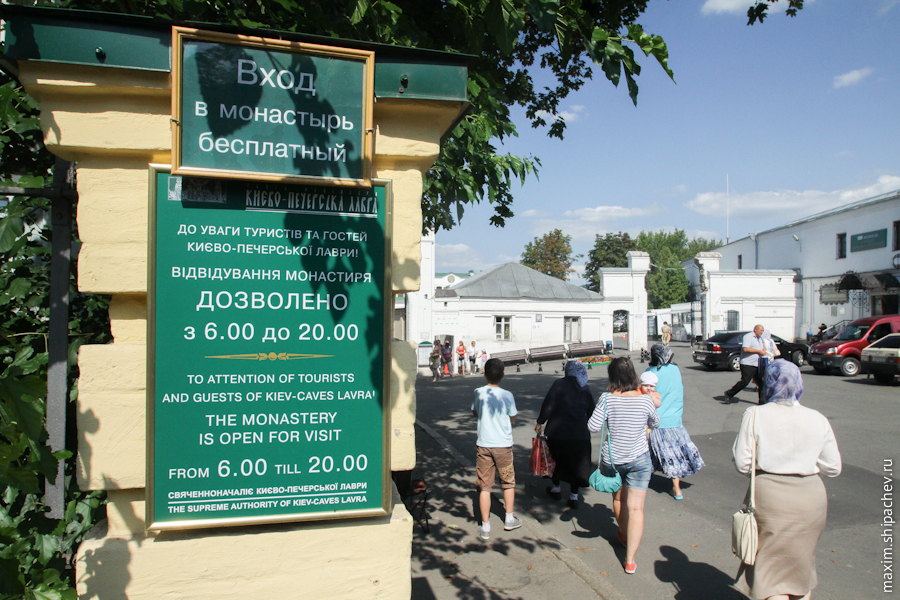 Вход
в монастырь
бесплатный
КИЄВО-ПЕЧЕРСЬКА ЛАВРА
ДО УВАГИ ТУРИСТІВ ТА ГОСТЕЙ
КИЄВО-ПЕЧЕРСЬКОЇ ЛАВРИ!
ВІДВІДУВАННЯ МОНАСТИРЯ
ДОЗВОЛЕНО
З 6.00 ДО 20.00
TO ATTENTION OF TOURISTS
AND GUESTS OF KIEV-CAVES LAVRA!
THE MONASTERY
IS OPEN FOR VISIT
FROM 6.00 TILL 20.00
СВЯЧЕННОНАЧАЛІЄ КИЄВО-ПЕЧЕРСЬКОЇ ЛАВРИ
THE SUPREME AUTHORITY OF KIEV-CAVES LAVRA
maxim.shipachev.ru